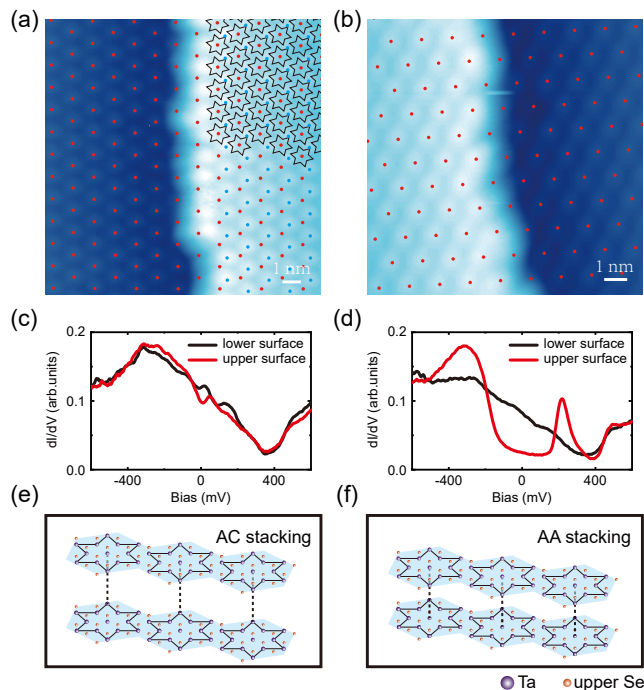 (a)
(b)
1 nm
1 nm
(c)
(d)
0.2
lower surface
upper surface
0.1
0.0
dI/dV (arb.units)
-400
0
400
Bias (mV)
0.2
lower surface
upper surface
0.1
0.0
dI/dV (arb.units)
-400
0
400
Bias (mV)
(e)
(f)
AC stacking
AA stacking
Ta
upper Se